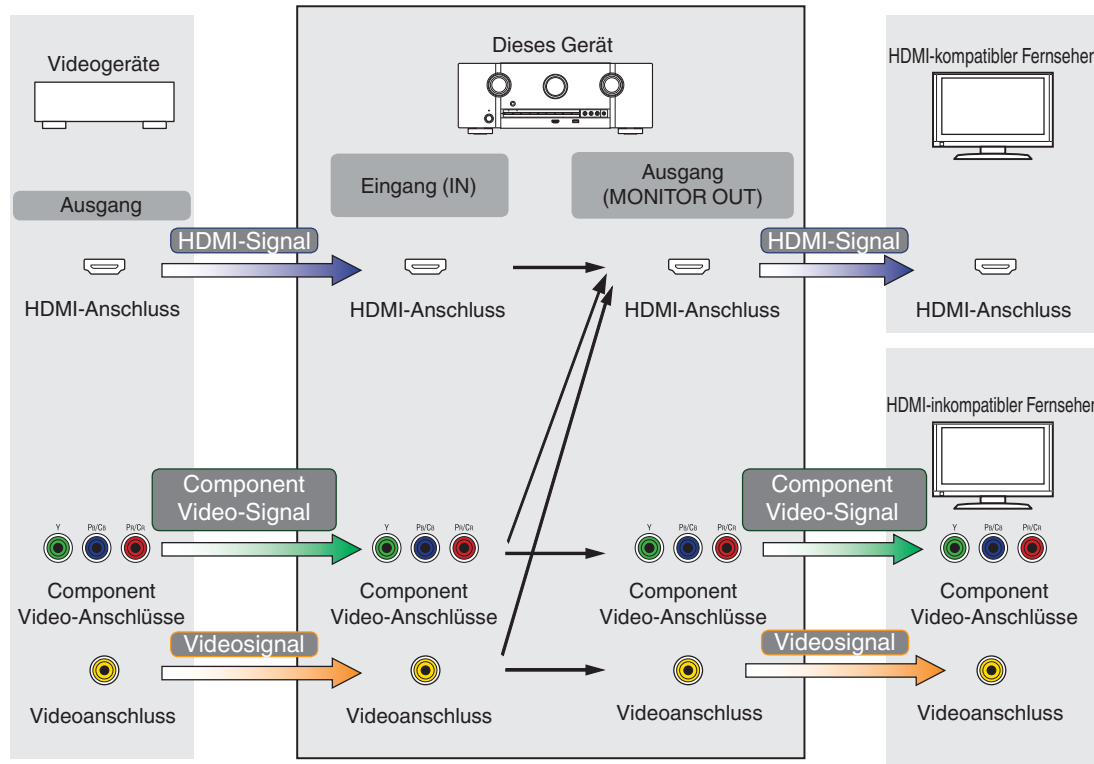 Dieses Gerät
Videogeräte
HDMI-kompatibler Fernseher
Ausgang
Eingang (IN)
Ausgang
(MONITOR OUT)
HDMI-Signal
HDMI-Signal
HDMI-Anschluss
HDMI-Anschluss
HDMI-Anschluss
HDMI-Anschluss
HDMI-inkompatibler Fernseher
Component
Video-Signal
Component
Video-Signal
Y PB/CB PR/CR
Y PB/CB PR/CR
Y PB/CB PR/CR
Y PB/CB PR/CR
Component
Video-Anschlüsse
Component
Video-Anschlüsse
Component
Video-Anschlüsse
Component
Video-Anschlüsse
Videosignal
Videosignal
Videoanschluss
Videoanschluss
Videoanschluss
Videoanschluss